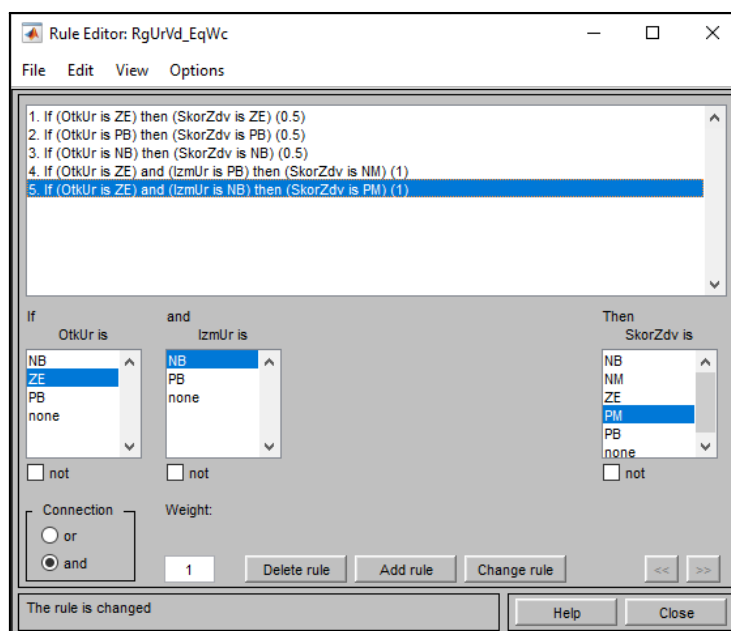 Rule Editor: RgUrVd_EqWc
File Edit View Options
1. If (OtkUr is ZE) then (SkorZdv is ZE) (0.5)
2. If (OtkUr is PB) then (SkorZdv is PB) (0.5)
3. If (OtkUr is NB) then (SkorZdv is NB) (0.5)
4. If (OtkUr is ZE) and (IzmUr is PB) then (SkorZdv is NM) (1)
5. If (OtkUr is ZE) and (IzmUr is NB) then (SkorZdv is PM) (1)
If
OtkUr is
NB
ZE
PB
none
not
and
IzmUr is
NB
PB
none
not
Then
SkorZdv is
NB
NM
ZE
PM
PB
none
not
Connection
or
and
Weight:
1
Delete rule
Add rule
Change rule
<<
>>
The rule is changed
Help
Close